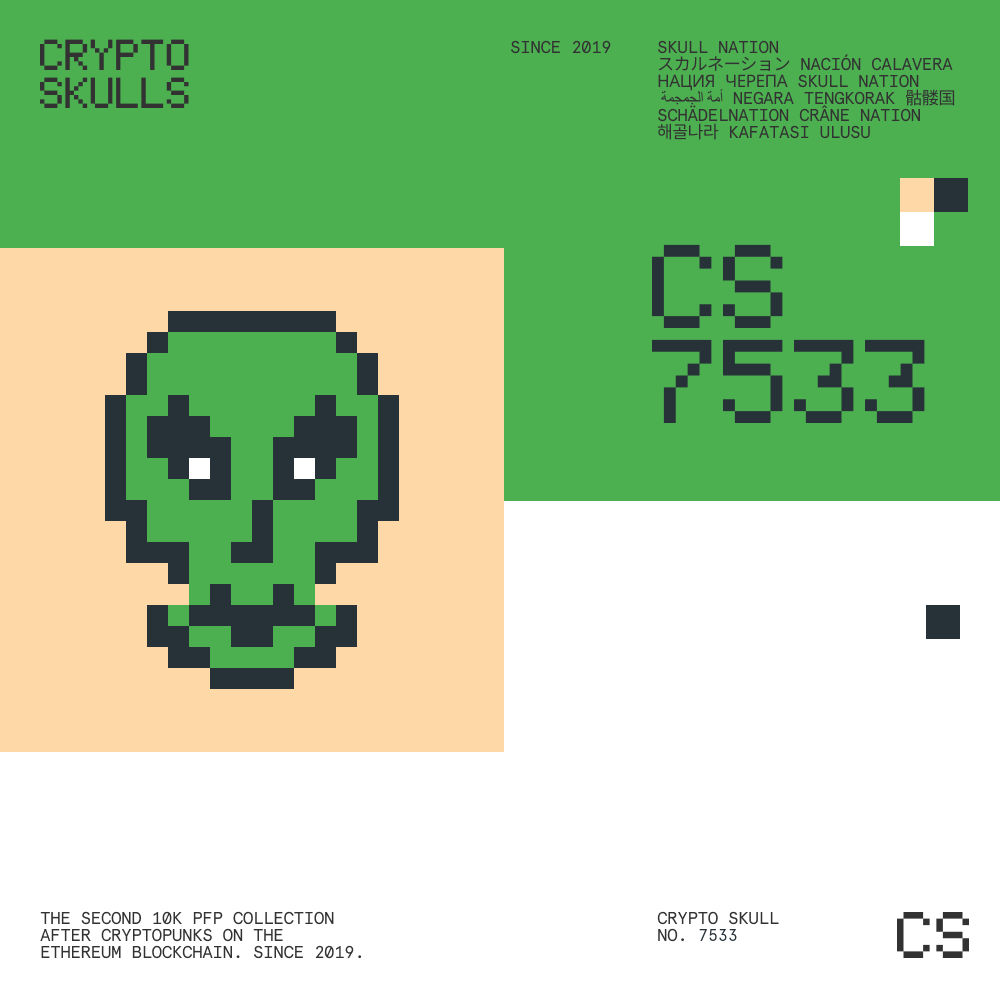 CRYPTO
SKULLS
SINCE 2019
SKULL NATION
スカルネーション NACIÓN CALAVERA
НАЦИЯ ЧЕРЕПА SKULL NATION
أمة الجمجمة NEGARA TENGKORAK 骷髅国
SCHÄDELNATION CRÂNE NATION
해골나라 KAFATASI ULUSU
CS
7533
THE SECOND 10K PFP COLLECTION
AFTER CRYPTOPUNKS ON THE
ETHEREUM BLOCKCHAIN. SINCE 2019.
CRYPTO SKULL
NO. 7533
CS